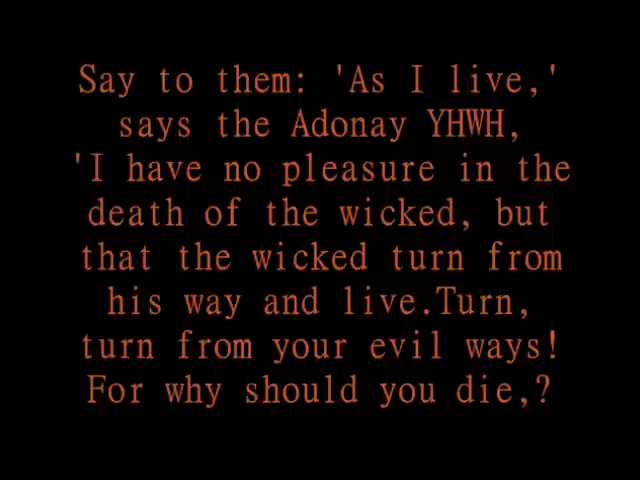 Say to them: 'As I live,'
says the Adonay YHWH,
'I have no pleasure in the
death of the wicked, but
that the wicked turn from
his way and live.Turn,
turn from your evil ways!
For why should you die,?